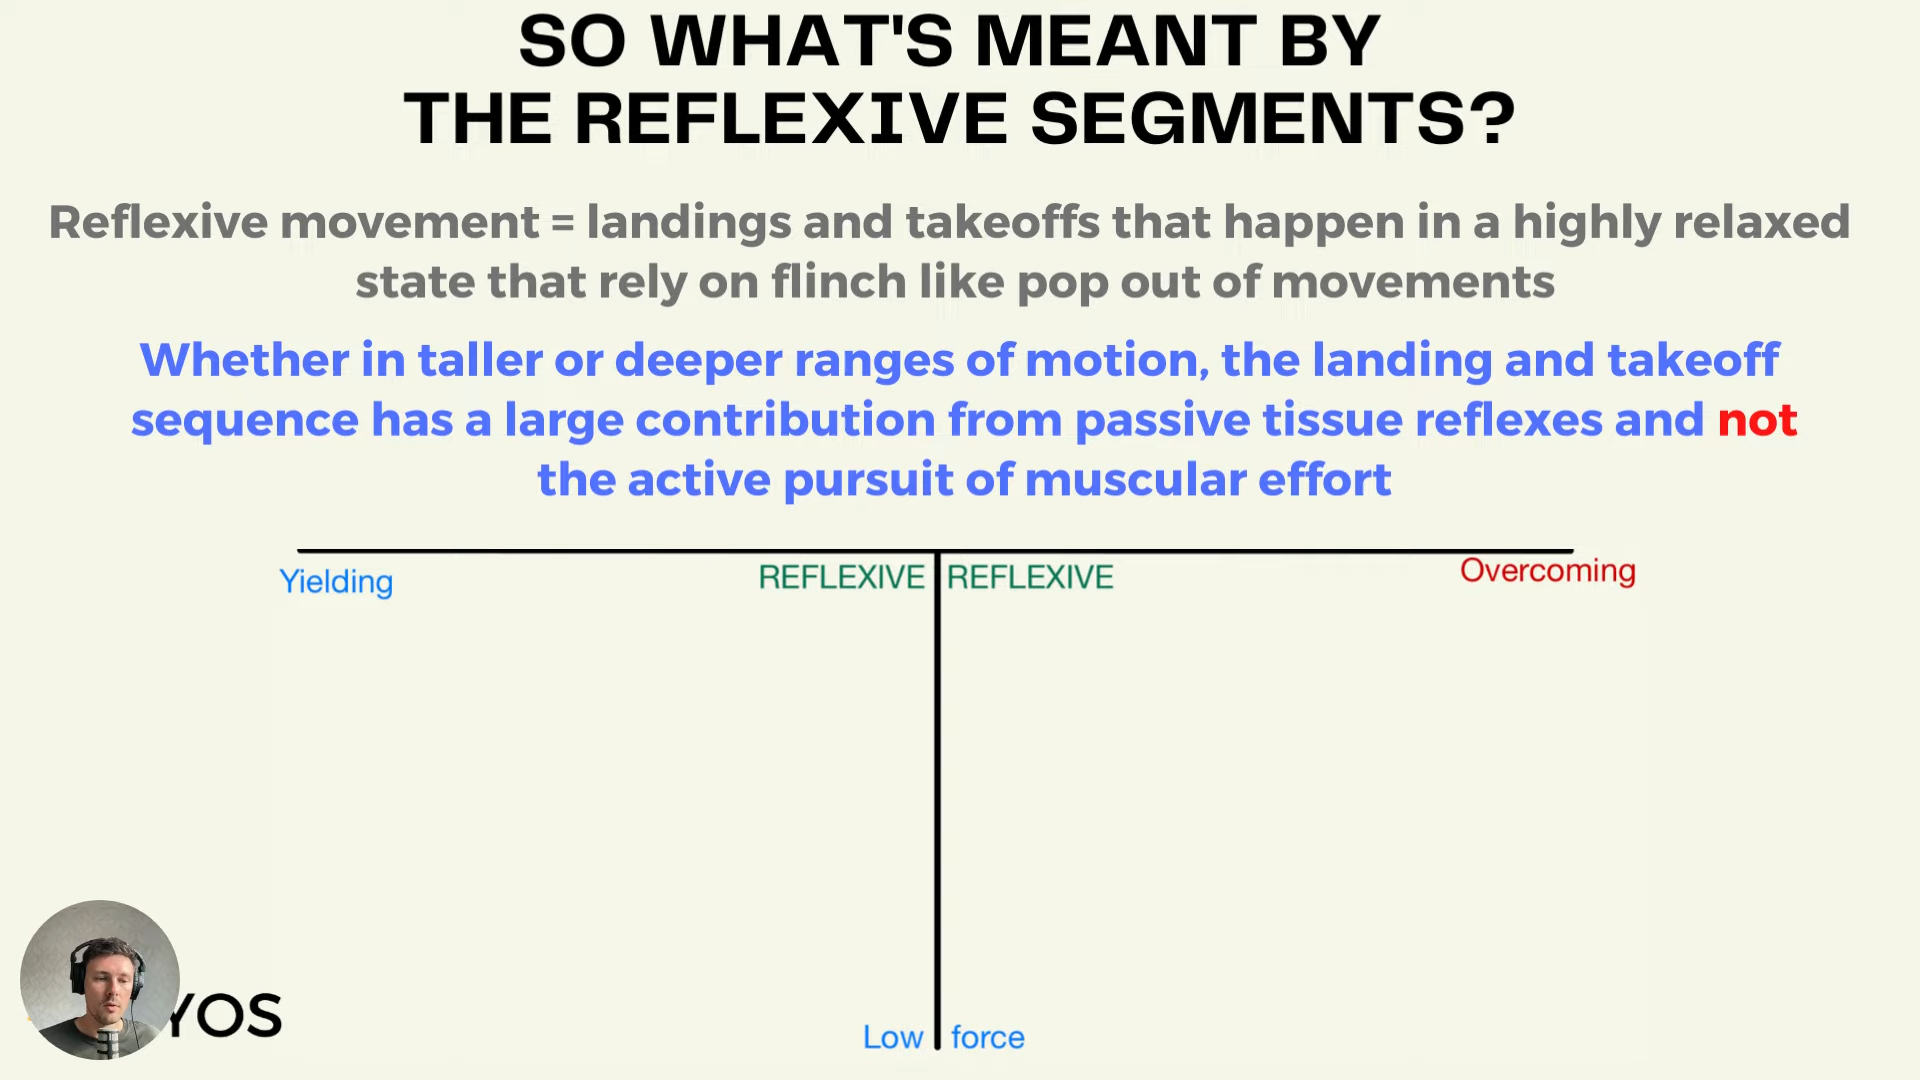 SO WHAT'S MEANT BY
THE REFLEXIVE SEGMENTS?
Reflexive movement = landings and takeoffs that happen in a highly relaxed
state that rely on flinch like pop out of movements
Whether in taller or deeper ranges of motion, the landing and takeoff
sequence has a large contribution from passive tissue reflexes and not
the active pursuit of muscular effort
Yielding REFLEXIVE REFLEXIVE Overcoming
Low force